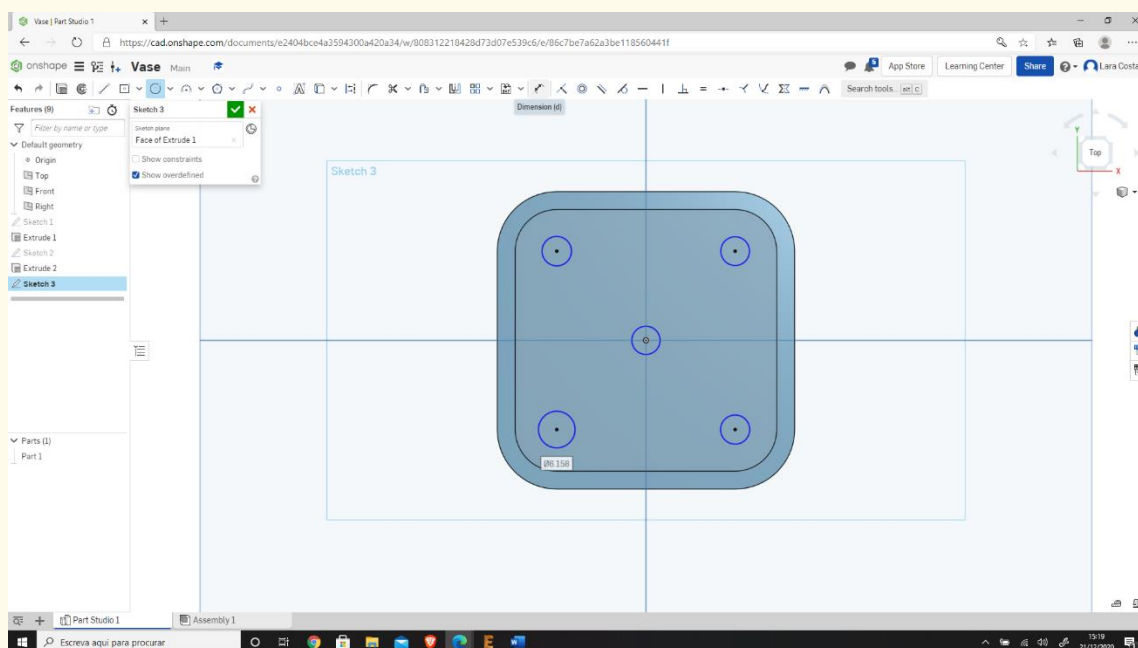 Vase | Part Studio 1
https://cad.onshape.com/documents/e2404bce4a3594300a420a34/w/808312218428d73d07e539c6/e/86c7be7a62a3be118560441f
onshape Vase Main App Store Learning Center Share Lara Costa
Search tools... alt C
Dimension (d)
Features (9)
Filter by name or type
Default geometry
Origin
Top
Front
Right
Sketch 1
Extrude 1
Sketch 2
Extrude 2
Sketch 3
Sketch 3
Sketch plane
Face of Extrude 1
Show constraints
Show overdefined
Sketch 3
Y
Top
X
Ø6.158
Parts (1)
Part 1
Part Studio 1 Assembly 1
Escreva aqui para procurar
15:19
21/12/2020